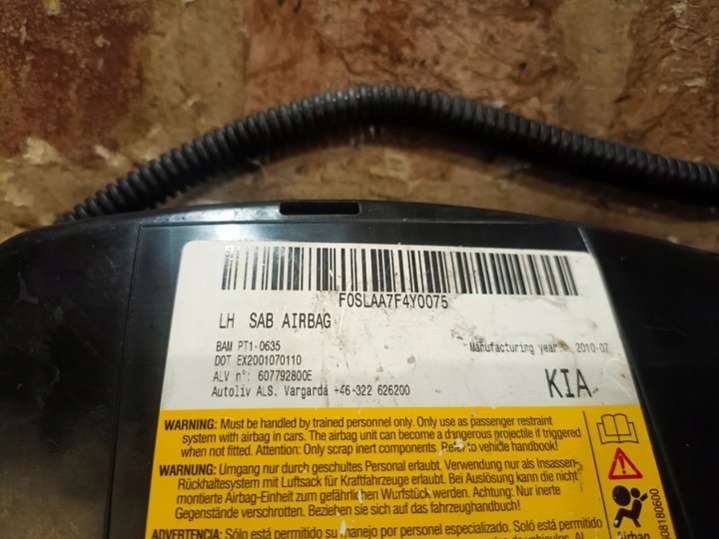 F0SLAA7F4Y0075
LH SAB AIRBAG
BAM PT1-0635
DOT EX2001070110
ALV n°: 607792800E
Autoliv ALS. Vargarda +46-322 626200
Manufacturing year: 2010-07
KIA
WARNING: Must be handled by trained personnel only. Only use as passenger restraint
system with airbag in cars. The airbag unit can become a dangerous projectile if triggered
when not fitted. Attention: Only scrap inert components. Refer to vehicle handbook!
WARNUNG: Umgang nur durch geschultes Personal erlaubt. Verwendung nur als Insassen-
Rückhaltesystem mit Luftsack für Kraftfahrzeuge erlaubt. Bei Auslösung kann die nicht
montierte Airbag-Einheit zum gefährlichen Wurfstück werden. Achtung: Nur inerte
Gegenstände verschrotten. Beziehen sie sich auf das fahrzeughandbuch!
ADVERTENCIA: Sólo está permitido su manejo por personal especializado. Solo está permitido
Airbag
608180600